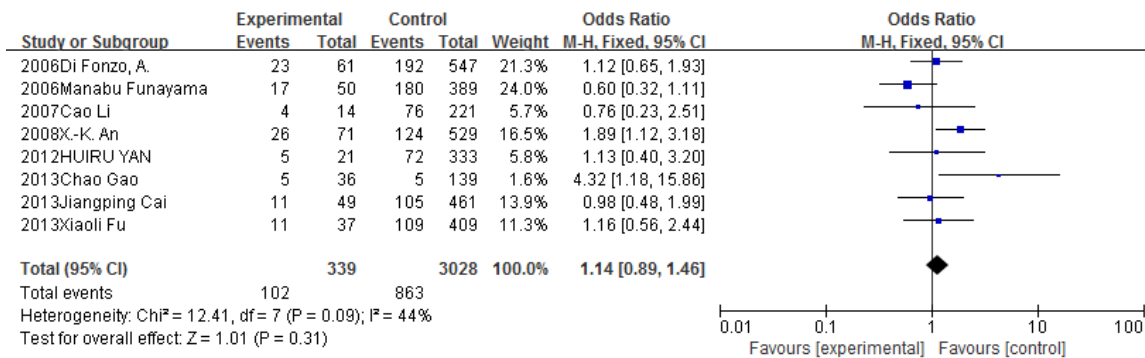 Experimental Control Odds Ratio Odds Ratio
Study or Subgroup Events Total Events Total Weight M-H, Fixed, 95% CI M-H, Fixed, 95% CI
2006Di Fonzo, A. 23 61 192 547 21.3% 1.12 [0.65, 1.93]
2006Manabu Funayama 17 50 180 389 24.0% 0.60 [0.32, 1.11]
2007Cao Li 4 14 76 221 5.7% 0.76 [0.23, 2.51]
2008X.-K. An 26 71 124 529 16.5% 1.89 [1.12, 3.18]
2012HUIRU YAN 5 21 72 333 5.8% 1.13 [0.40, 3.20]
2013Chao Gao 5 36 5 139 1.6% 4.32 [1.18, 15.86]
2013Jiangping Cai 11 49 105 461 13.9% 0.98 [0.48, 1.99]
2013Xiaoli Fu 11 37 109 409 11.3% 1.16 [0.56, 2.44]
Total (95% CI) 339 3028 100.0% 1.14 [0.89, 1.46]
Total events 102 863
Heterogeneity: Chi² = 12.41, df = 7 (P = 0.09); I² = 44%
Test for overall effect: Z = 1.01 (P = 0.31)
0.01 0.1 1 10 100
Favours [experimental] Favours [control]